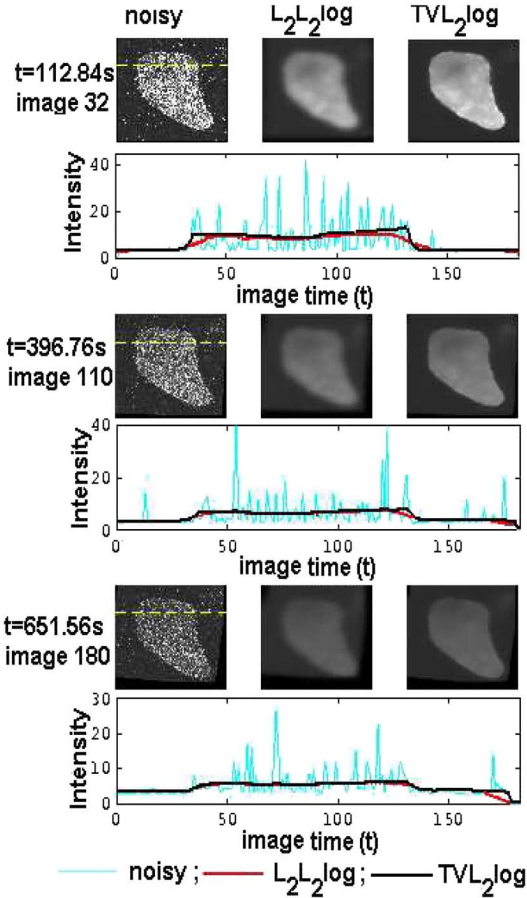 noisy L₂L₂log TVL₂log
t=112.84s
image 32
Intensity
40
20
0
0 50 100 150
image time (t)
t=396.76s
image 110
Intensity
40
20
0
0 50 100 150
image time (t)
t=651.56s
image 180
Intensity
30
20
10
0
0 50 100 150
image time (t)
noisy ; L₂L₂log; TVL₂log